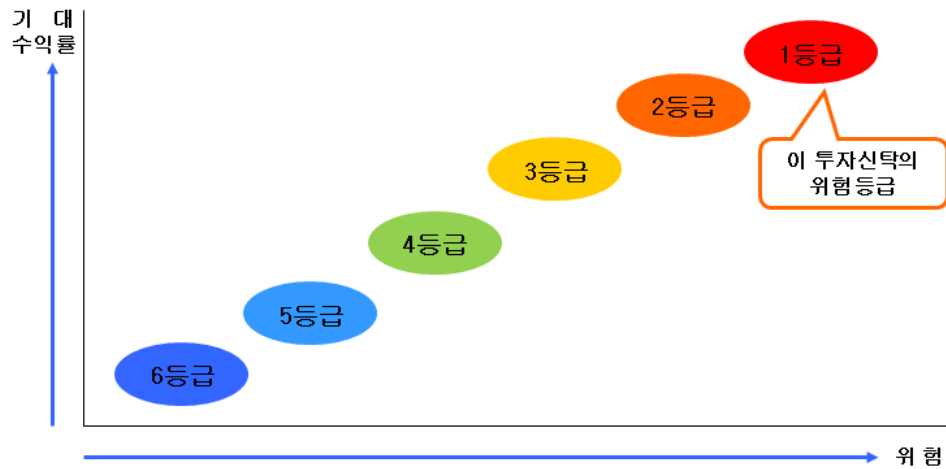 기 대
수익률
1등급
2등급
이 투자신탁의
위험 등급
3등급
4등급
5등급
6등급
위 험